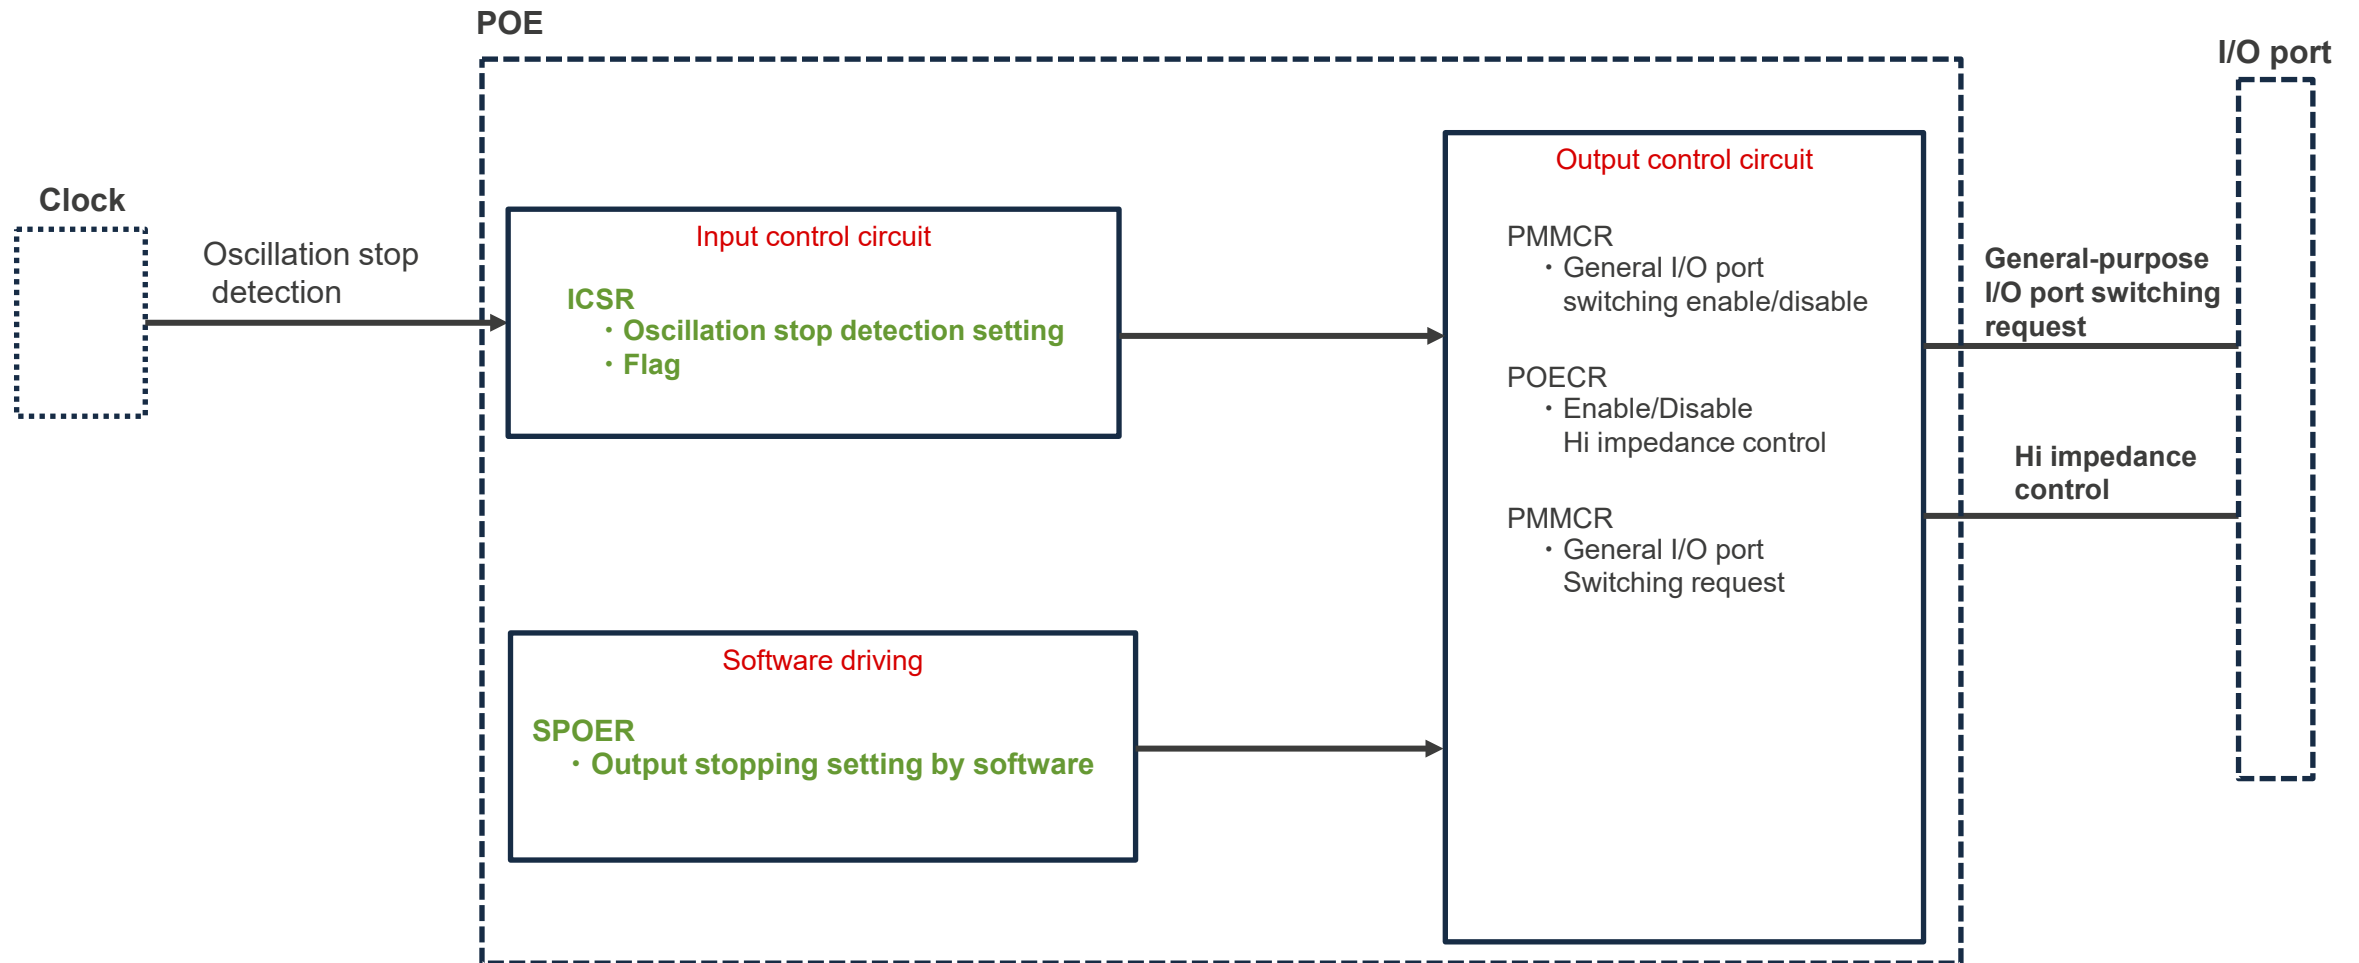 POE
I/O port
Clock
Oscillation stop
detection
Input control circuit
ICSR
・Oscillation stop detection setting
・Flag
Software driving
SPOER
・Output stopping setting by software
Output control circuit
PMMCR
・General I/O port
switching enable/disable
POECR
・Enable/Disable
Hi impedance control
PMMCR
・General I/O port
Switching request
General-purpose
I/O port switching
request
Hi impedance
control